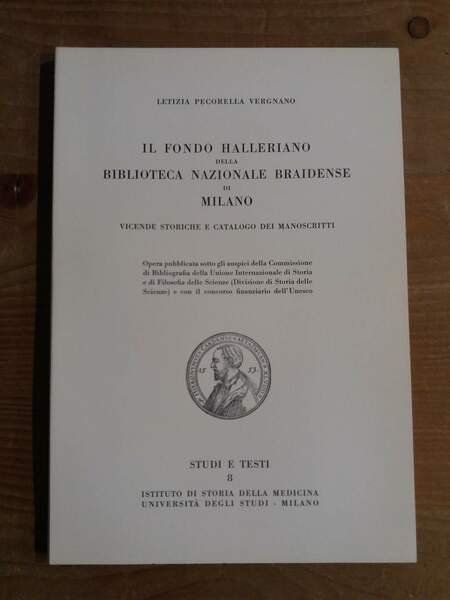 LETIZIA PECORELLA VERGNANO
IL FONDO HALLERIANO
DELLA
BIBLIOTECA NAZIONALE BRAIDENSE
DI
MILANO
VICENDE STORICHE E CATALOGO DEI MANOSCRITTI
Opera pubblicata sotto gli auspici della Commissione
di Bibliografia della Unione Internazionale di Storia
e di Filosofia delle Scienze (Divisione di Storia delle
Scienze) e con il concorso finanziario dell'Unesco
STUDI E TESTI
8
ISTITUTO DI STORIA DELLA MEDICINA
UNIVERSITÀ DEGLI STUDI - MILANO